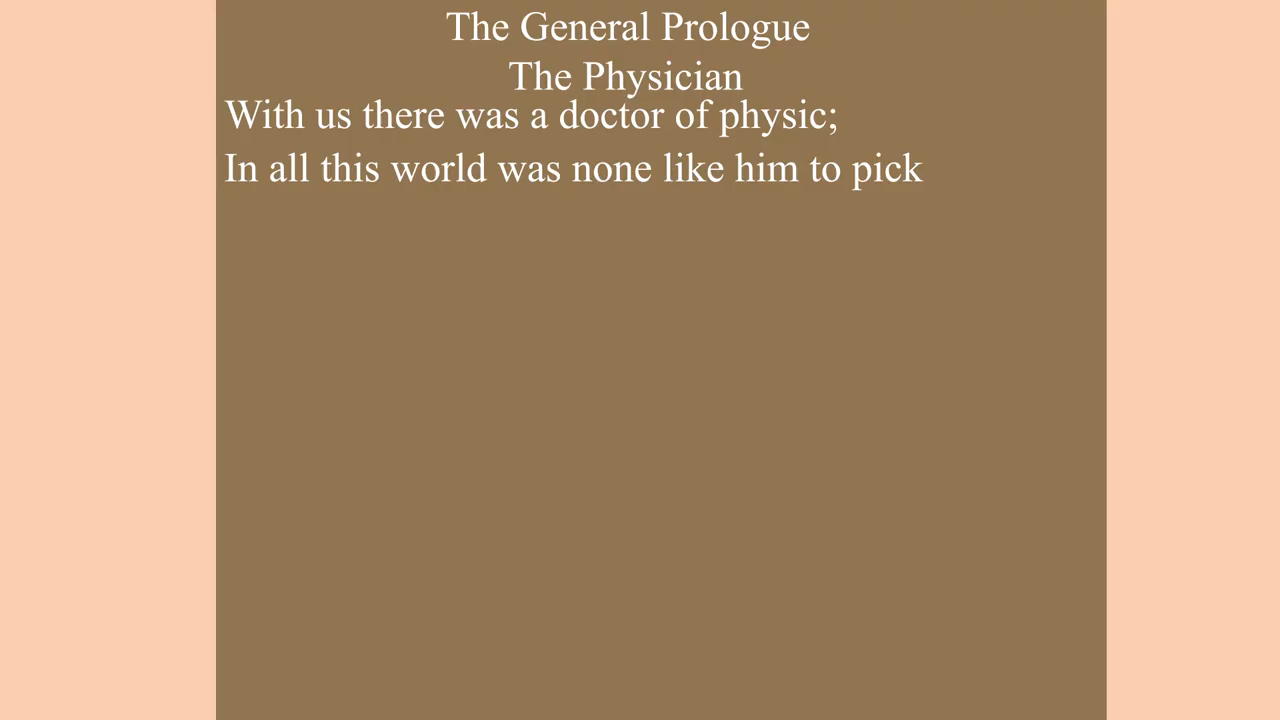 The General Prologue
The Physician
With us there was a doctor of physic;
In all this world was none like him to pick